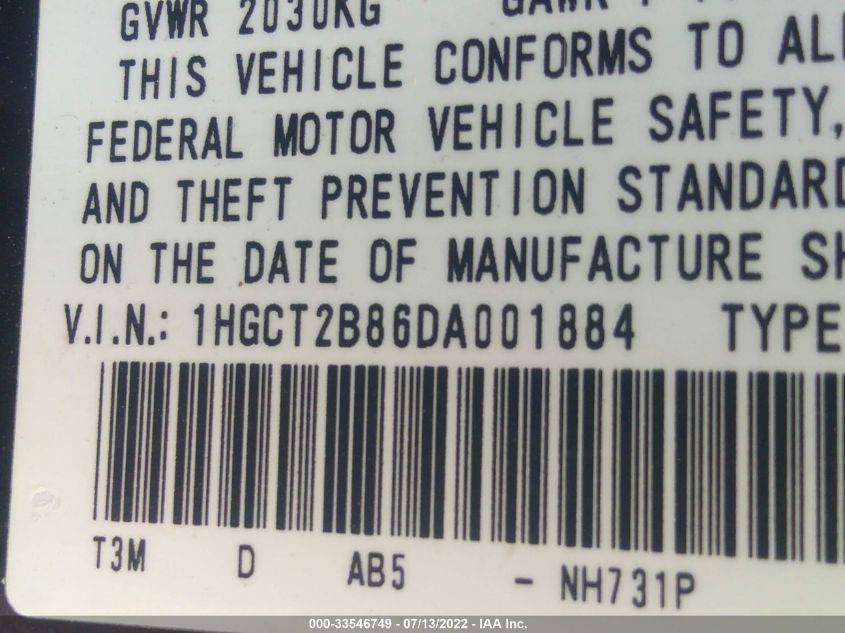 GVWR 2030KG GAWR F
THIS VEHICLE CONFORMS TO
FEDERAL MOTOR VEHICLE SAFETY,
AND THEFT PREVENTION STANDARD
ON THE DATE OF MANUFACTURE SH
V.I.N.: 1HGCT2B86DA001884 TYPE
T3M D AB5 - NH731P
000-33546749 - 07/13/2022 - IAA Inc.